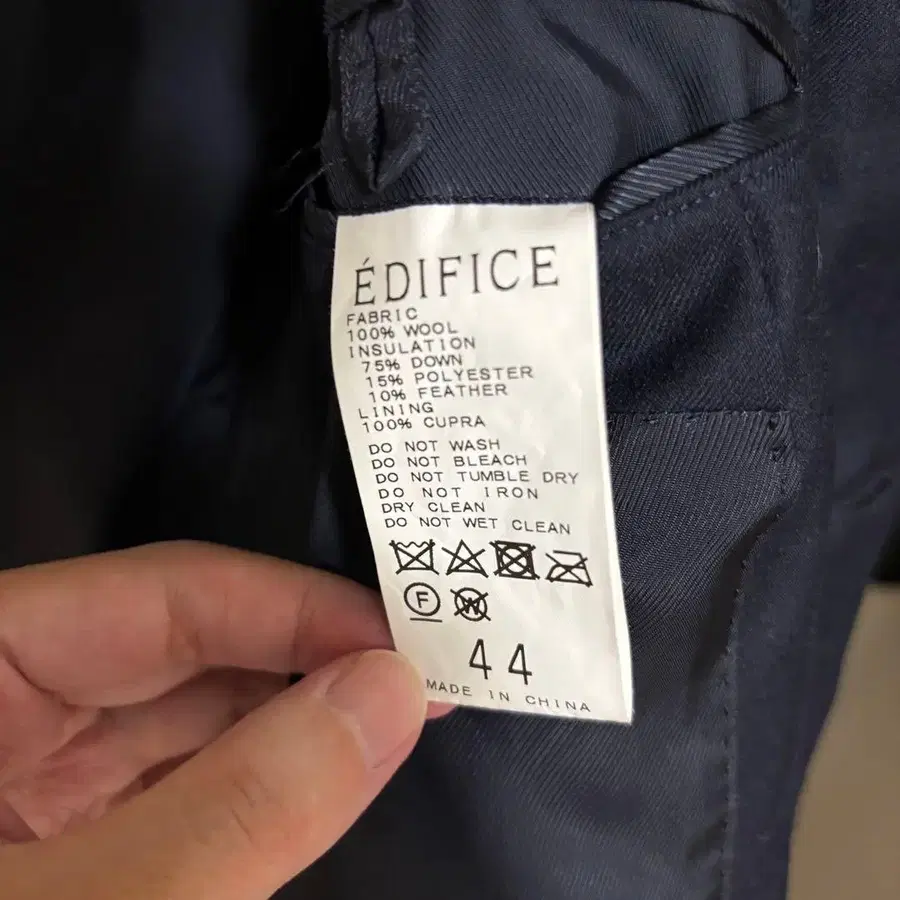 ÉDIFICE
FABRIC
100% WOOL
INSULATION
75% DOWN
15% POLYESTER
10% FEATHER
LINING
100% CUPRA
DO NOT WASH
DO NOT BLEACH
DO NOT TUMBLE DRY
DO NOT IRON
DRY CLEAN
DO NOT WET CLEAN
F W
44
MADE IN CHINA